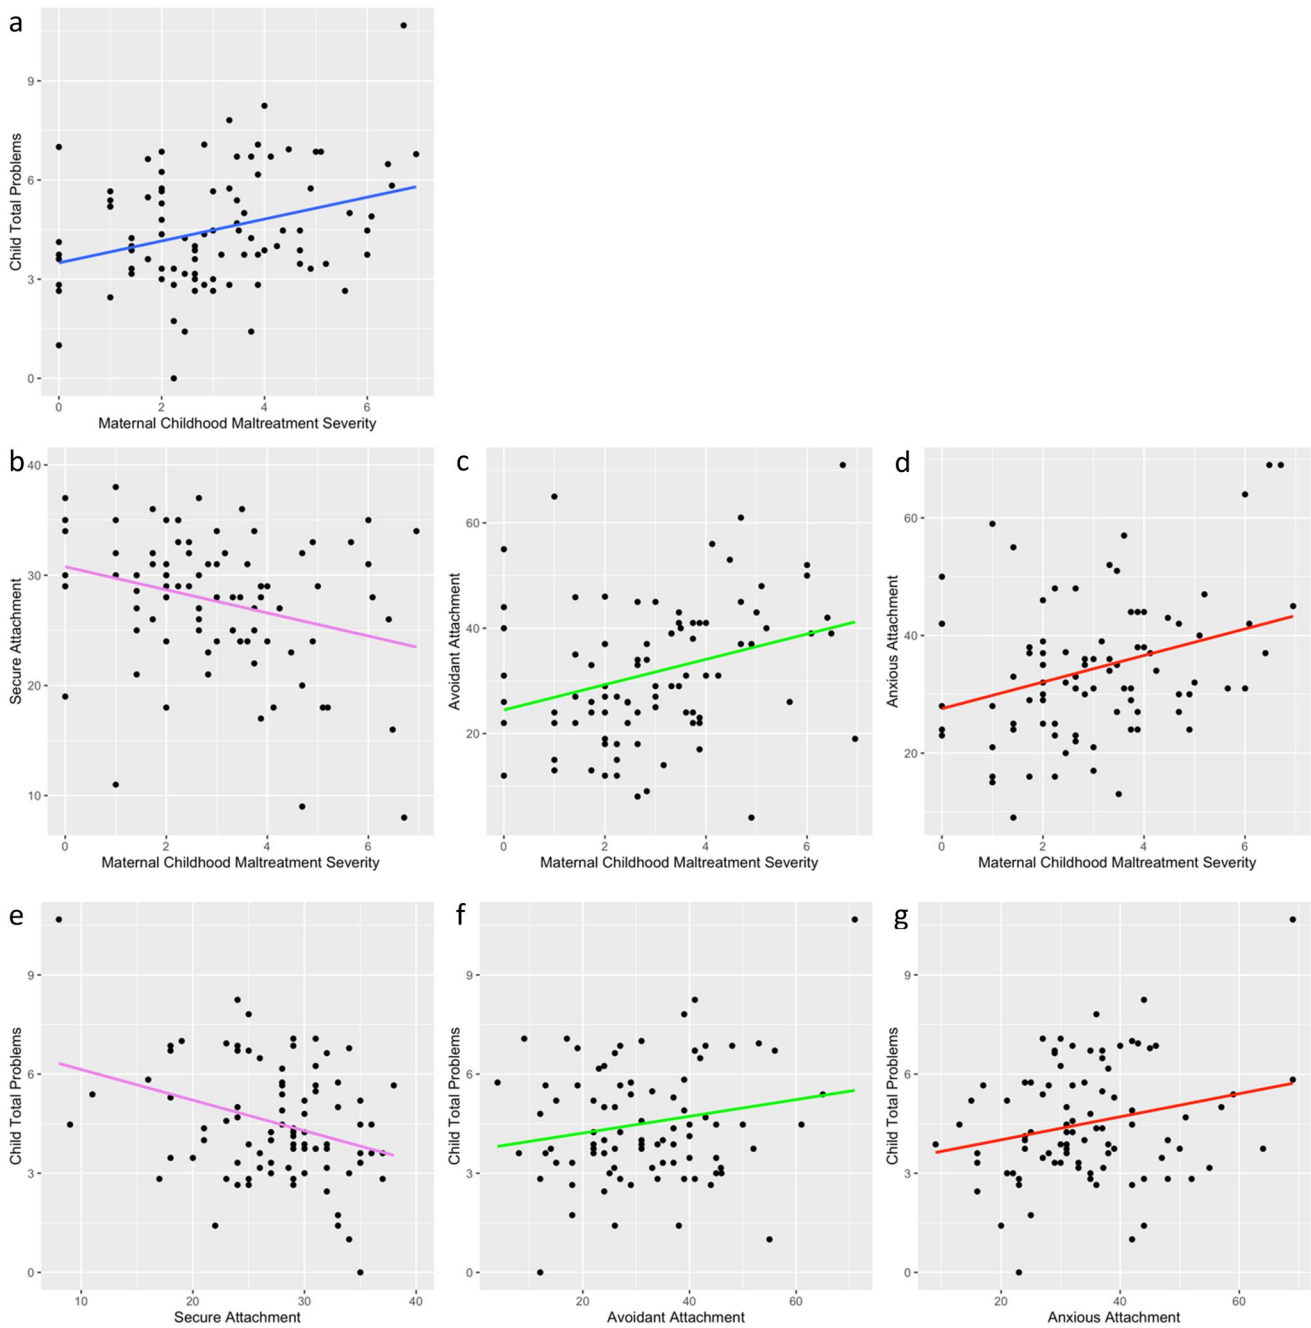 a
9
6
3
0
Child Total Problems
0 2 4 6
Maternal Childhood Maltreatment Severity
b
40
30
20
10
Secure Attachment
0 2 4 6
Maternal Childhood Maltreatment Severity
c
60
40
20
Avoidant Attachment
0 2 4 6
Maternal Childhood Maltreatment Severity
d
60
40
20
Anxious Attachment
0 2 4 6
Maternal Childhood Maltreatment Severity
e
9
6
3
0
Child Total Problems
10 20 30 40
Secure Attachment
f
9
6
3
0
Child Total Problems
20 40 60
Avoidant Attachment
g
9
6
3
0
Child Total Problems
20 40 60
Anxious Attachment